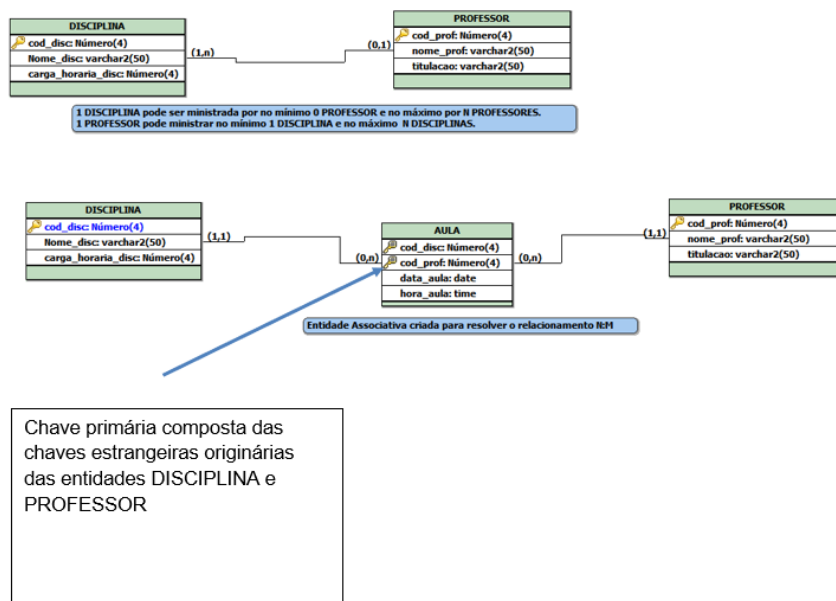 DISCIPLINA
cod_disc: Número(4)
Nome_disc: varchar2(50)
carga_horaria_disc: Número(4)
(1,n)
(0,1)
PROFESSOR
cod_prof: Número(4)
nome_prof: varchar2(50)
titulacao: varchar2(50)
1 DISCIPLINA pode ser ministrada por no mínimo 0 PROFESSOR e no máximo por N PROFESSORES.
1 PROFESSOR pode ministrar no mínimo 1 DISCIPLINA e no máximo N DISCIPLINAS.
DISCIPLINA
cod_disc: Número(4)
Nome_disc: varchar2(50)
carga_horaria_disc: Número(4)
(1,1)
(0,n)
AULA
cod_disc: Número(4)
cod_prof: Número(4)
data_aula: date
hora_aula: time
(0,n)
(1,1)
PROFESSOR
cod_prof: Número(4)
nome_prof: varchar2(50)
titulacao: varchar2(50)
Entidade Associativa criada para resolver o relacionamento N:M
Chave primária composta das
chaves estrangeiras originárias
das entidades DISCIPLINA e
PROFESSOR